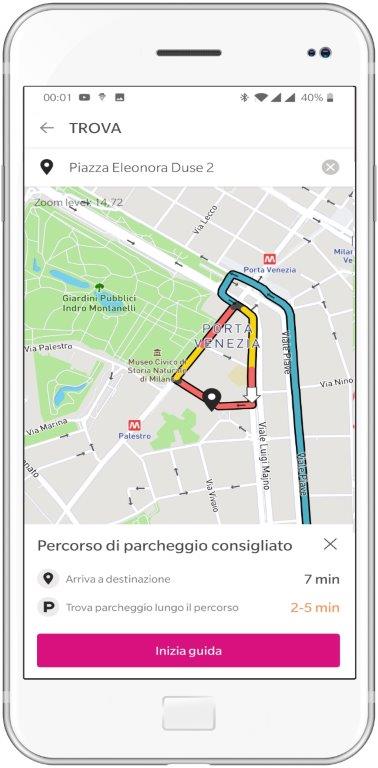 00:01 40%
TROVA
Piazza Eleonora Duse 2
Zoom level: 14,72
Via Lecco
Porta Venezia
Giardini Pubblici
Indro Montanelli
PORTA
VENEZIA
Via Palestro
Museo Civico di
Storia Naturale
di Milano
Viale Piave
Via Nino
Via Marina
Palestro
Viale Luigi Majno
Viale Piave
Via Vivaio
Percorso di parcheggio consigliato
Arriva a destinazione 7 min
P Trova parcheggio lungo il percorso 2-5 min
Inizia guida